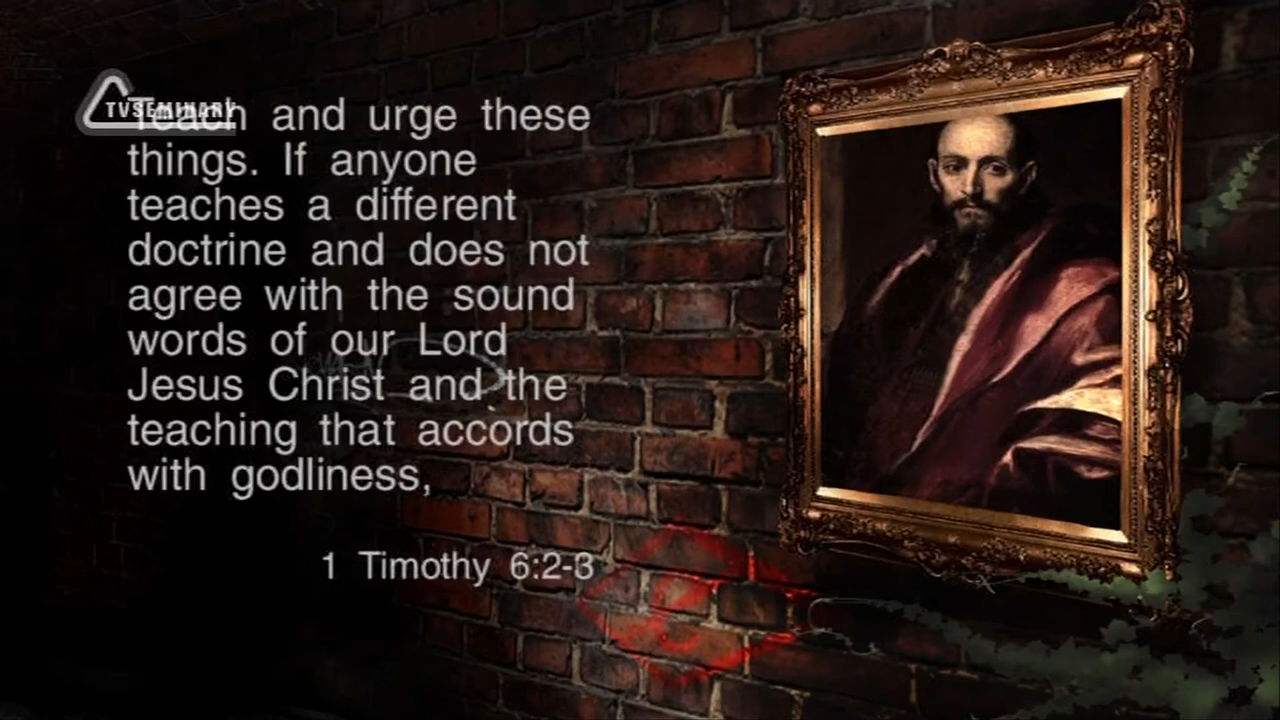 TVSEMINARY
Teach and urge these
things. If anyone
teaches a different
doctrine and does not
agree with the sound
words of our Lord
Jesus Christ and the
teaching that accords
with godliness,
1 Timothy 6:2-3